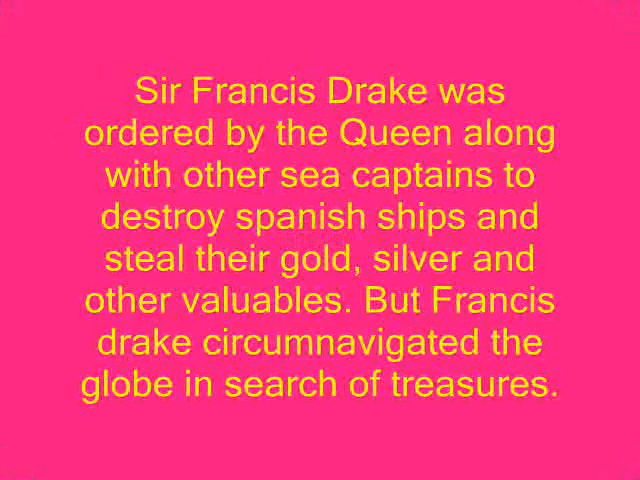 Sir Francis Drake was
ordered by the Queen along
with other sea captains to
destroy spanish ships and
steal their gold, silver and
other valuables. But Francis
drake circumnavigated the
globe in search of treasures.